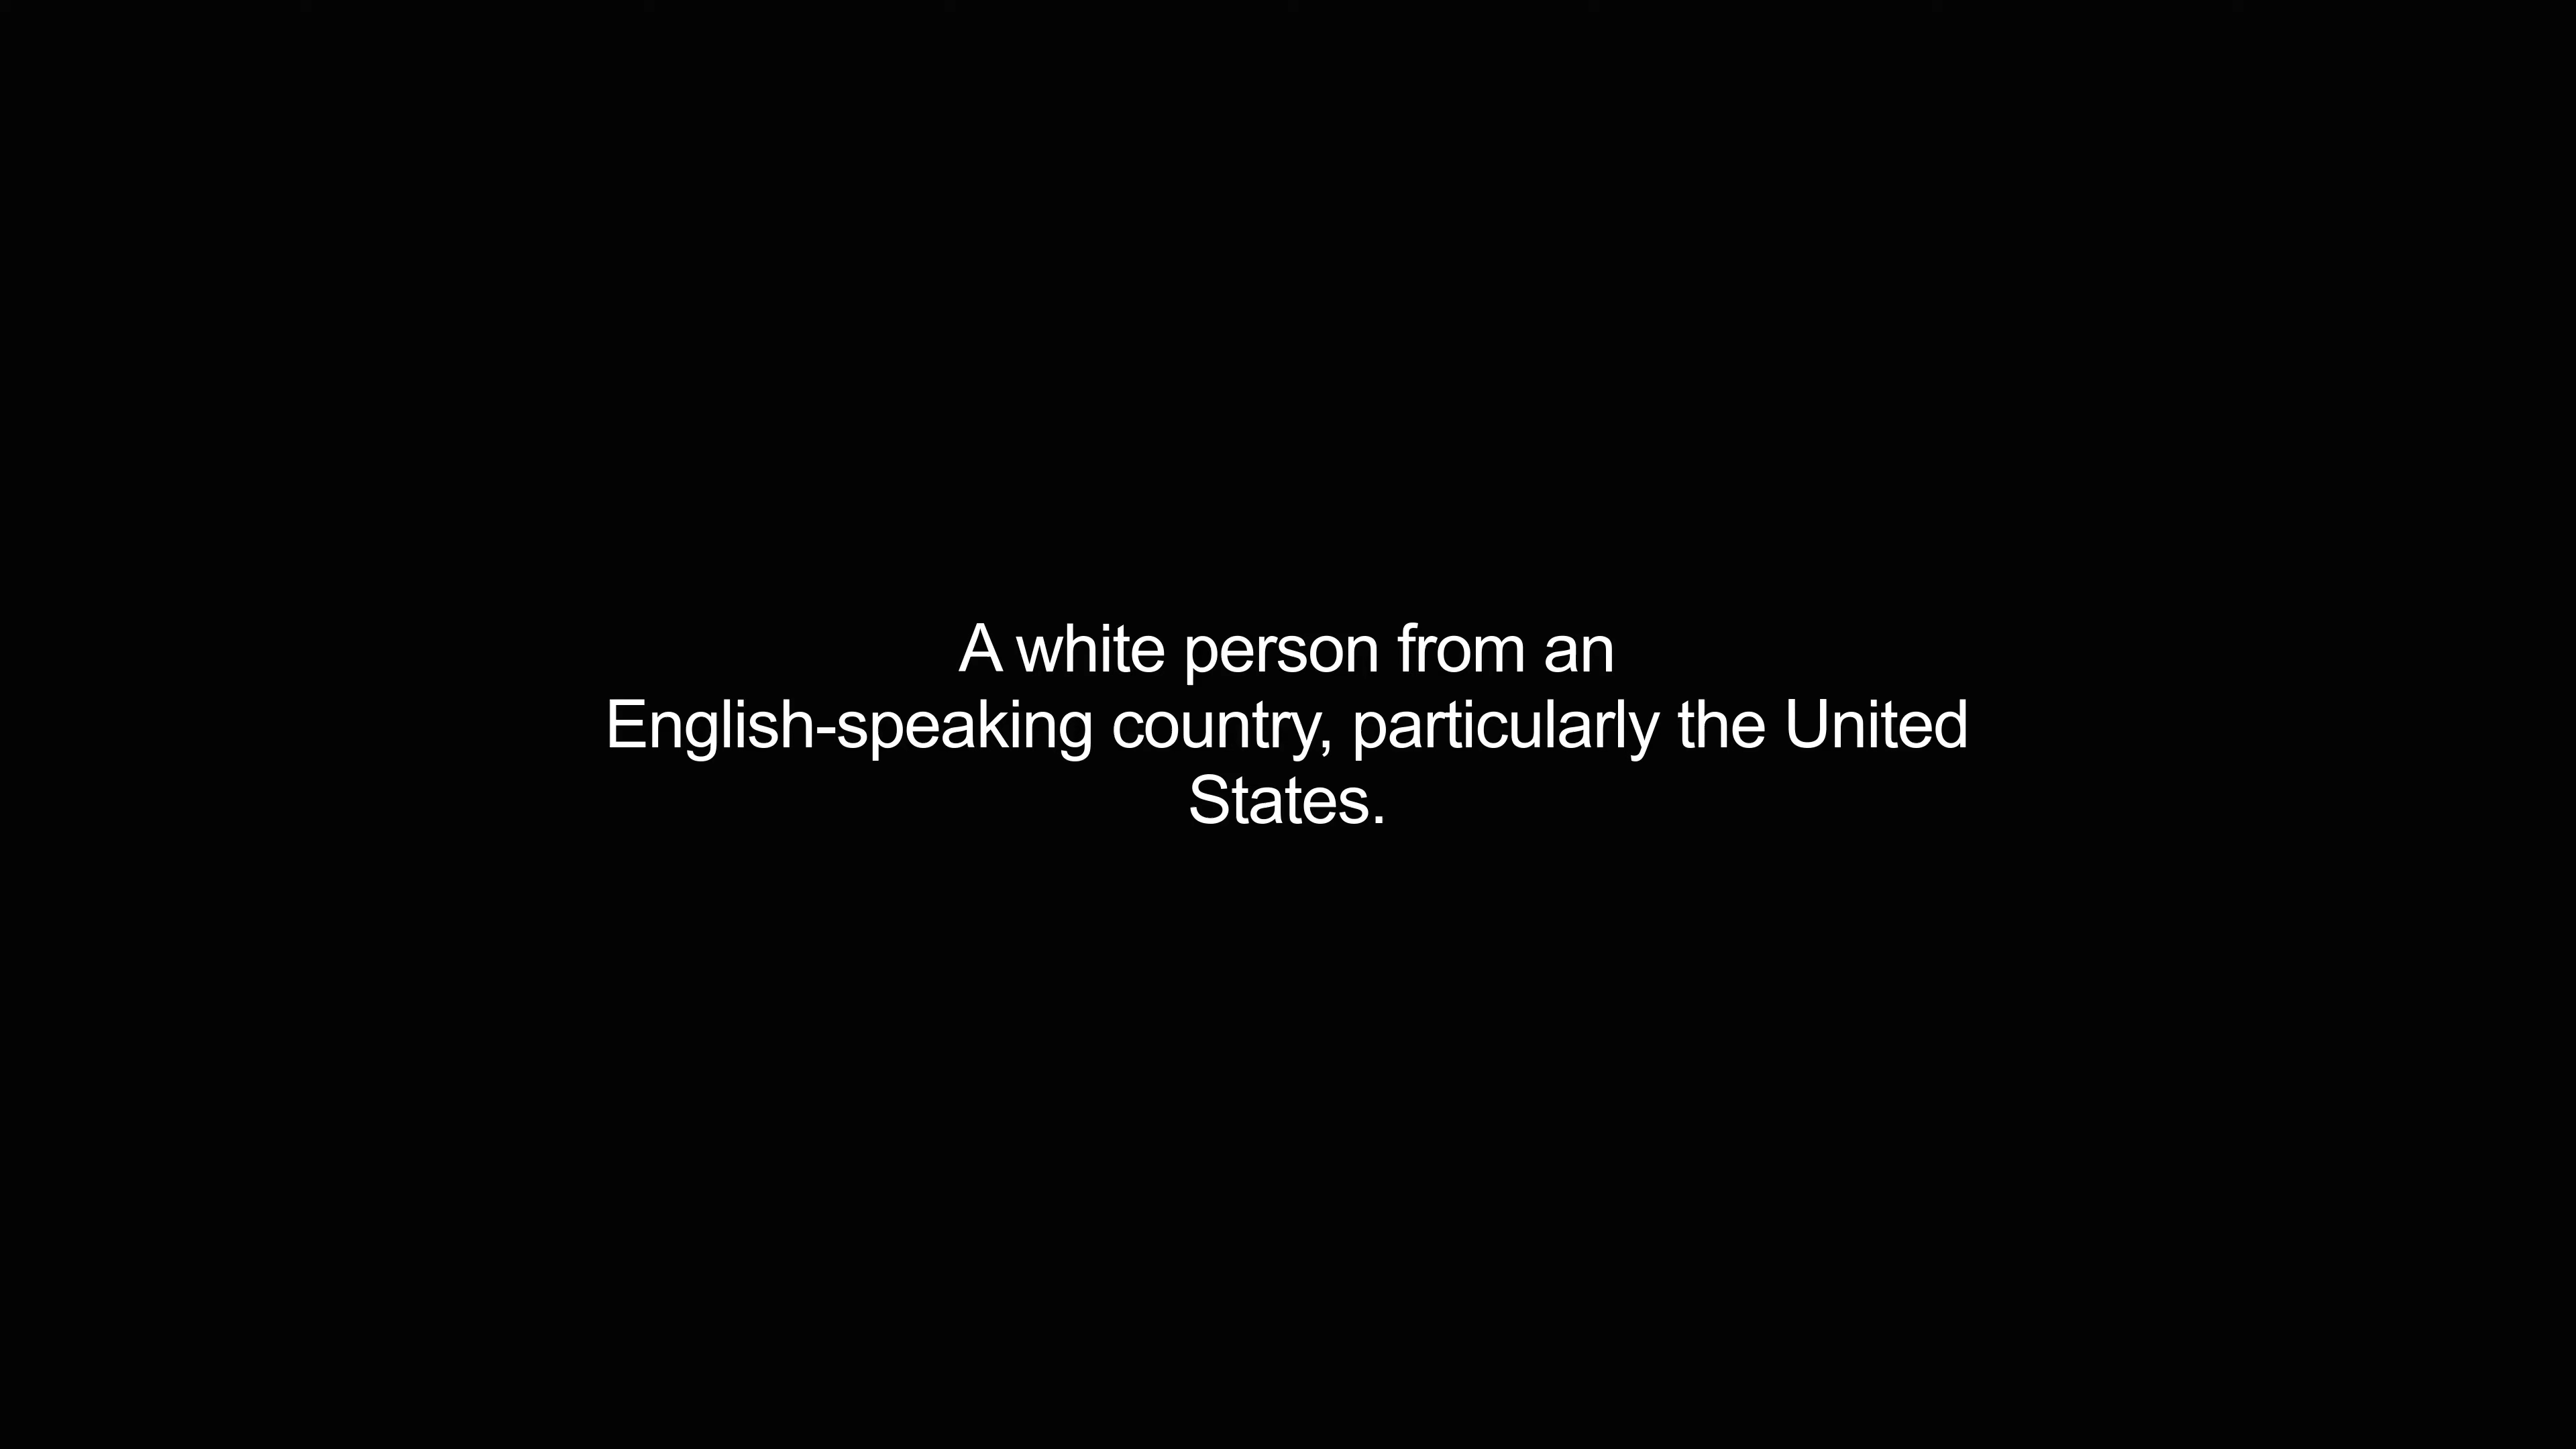 A white person from an
English-speaking country, particularly the United
States.